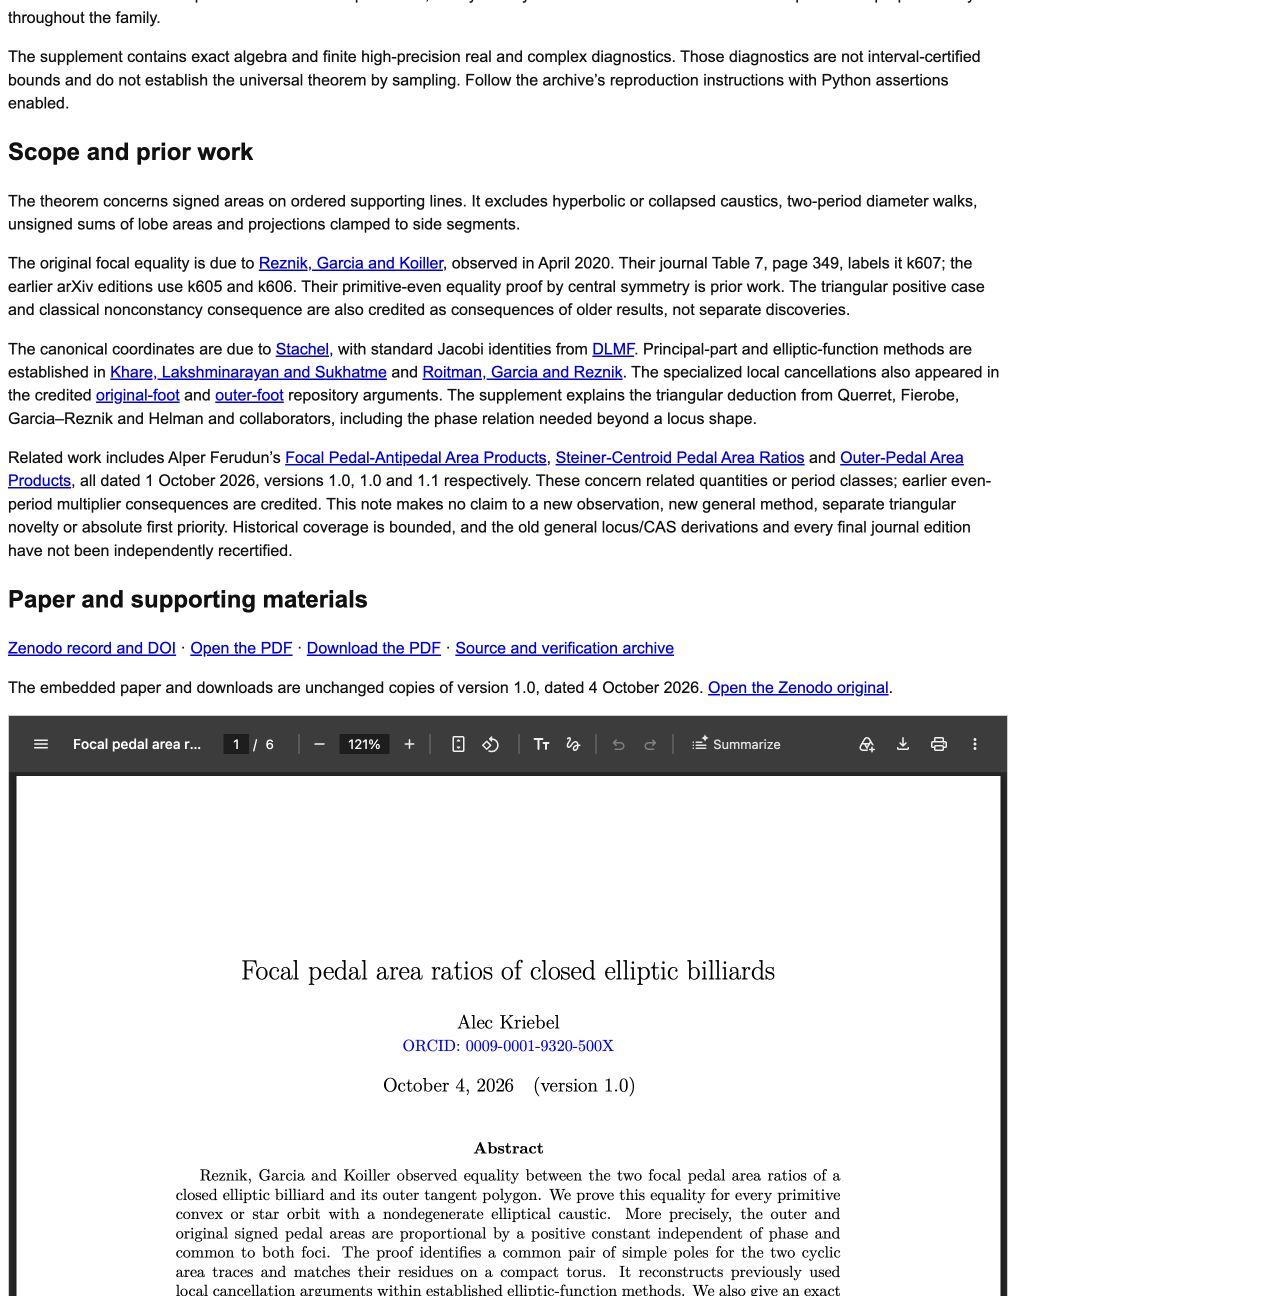 throughout the family.
The supplement contains exact algebra and finite high-precision real and complex diagnostics. Those diagnostics are not interval-certified
bounds and do not establish the universal theorem by sampling. Follow the archive’s reproduction instructions with Python assertions
enabled.
Scope and prior work
The theorem concerns signed areas on ordered supporting lines. It excludes hyperbolic or collapsed caustics, two-period diameter walks,
unsigned sums of lobe areas and projections clamped to side segments.
The original focal equality is due to Reznik, Garcia and Koiller, observed in April 2020. Their journal Table 7, page 349, labels it k607; the
earlier arXiv editions use k605 and k606. Their primitive-even equality proof by central symmetry is prior work. The triangular positive case
and classical nonconstancy consequence are also credited as consequences of older results, not separate discoveries.
The canonical coordinates are due to Stachel, with standard Jacobi identities from DLMF. Principal-part and elliptic-function methods are
established in Khare, Lakshminarayan and Sukhatme and Roitman, Garcia and Reznik. The specialized local cancellations also appeared in
the credited original-foot and outer-foot repository arguments. The supplement explains the triangular deduction from Querret, Fierobe,
Garcia–Reznik and Helman and collaborators, including the phase relation needed beyond a locus shape.
Related work includes Alper Ferudun’s Focal Pedal-Antipedal Area Products, Steiner-Centroid Pedal Area Ratios and Outer-Pedal Area
Products, all dated 1 October 2026, versions 1.0, 1.0 and 1.1 respectively. These concern related quantities or period classes; earlier even-
period multiplier consequences are credited. This note makes no claim to a new observation, new general method, separate triangular
novelty or absolute first priority. Historical coverage is bounded, and the old general locus/CAS derivations and every final journal edition
have not been independently recertified.
Paper and supporting materials
Zenodo record and DOI · Open the PDF · Download the PDF · Source and verification archive
The embedded paper and downloads are unchanged copies of version 1.0, dated 4 October 2026. Open the Zenodo original.
Focal pedal area r... 1 / 6 121% Summarize
Focal pedal area ratios of closed elliptic billiards
Alec Kriebel
ORCID: 0009-0001-9320-500X
October 4, 2026 (version 1.0)
Abstract
Reznik, Garcia and Koiller observed equality between the two focal pedal area ratios of a
closed elliptic billiard and its outer tangent polygon. We prove this equality for every primitive
convex or star orbit with a nondegenerate elliptical caustic. More precisely, the outer and
original signed pedal areas are proportional by a positive constant independent of phase and
common to both foci. The proof identifies a common pair of simple poles for the two cyclic
area traces and matches their residues on a compact torus. It reconstructs previously used
local cancellation arguments within established elliptic-function methods. We also give an exact